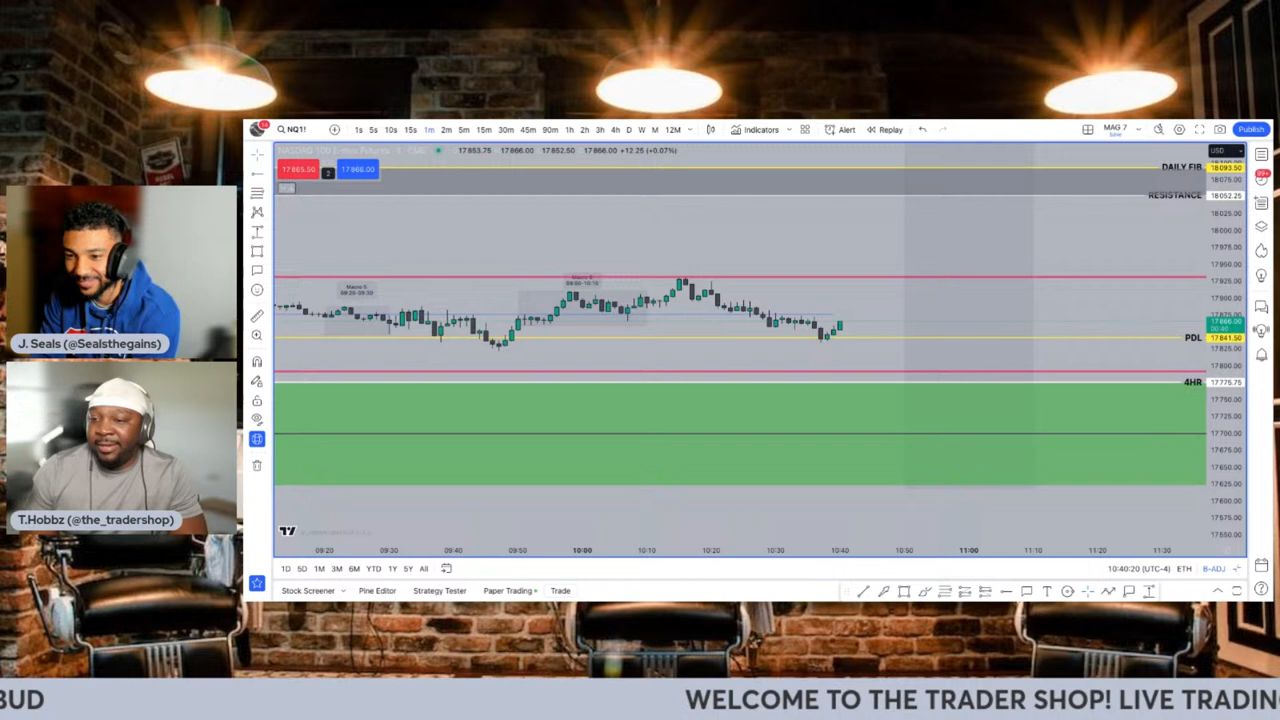 NQ1!
1s 5s 10s 15s 1m 2m 5m 15m 30m 45m 90m 1h 2h 3h 4h D W M 12M
Indicators
Alert
Replay
MAG 7
Publish
17853.75 17866.00 17852.50 17866.00 +12.25 (+0.07%)
USD
17865.50 2 17866.00
DAILY FIB 18093.50
18075.00
RESISTANCE 18052.25
18025.00
18000.00
17975.00
17950.00
17925.00
17900.00
17875.00
17866.00
00:40
PDL 17841.50
17825.00
17800.00
4HR 17775.75
17750.00
17725.00
17700.00
17675.00
17650.00
17625.00
17600.00
17575.00
17550.00
09:20 09:30 09:40 09:50 10:00 10:10 10:20 10:30 10:40 10:50 11:00 11:10 11:20 11:30
1D 5D 1M 3M 6M YTD 1Y 5Y All
10:40:20 (UTC-4) ETH B-ADJ
Stock Screener Pine Editor Strategy Tester Paper Trading Trade
J. Seals (@Sealsthegains)
T.Hobbz (@the_tradershop)
BUD
WELCOME TO THE TRADER SHOP! LIVE TRADIN